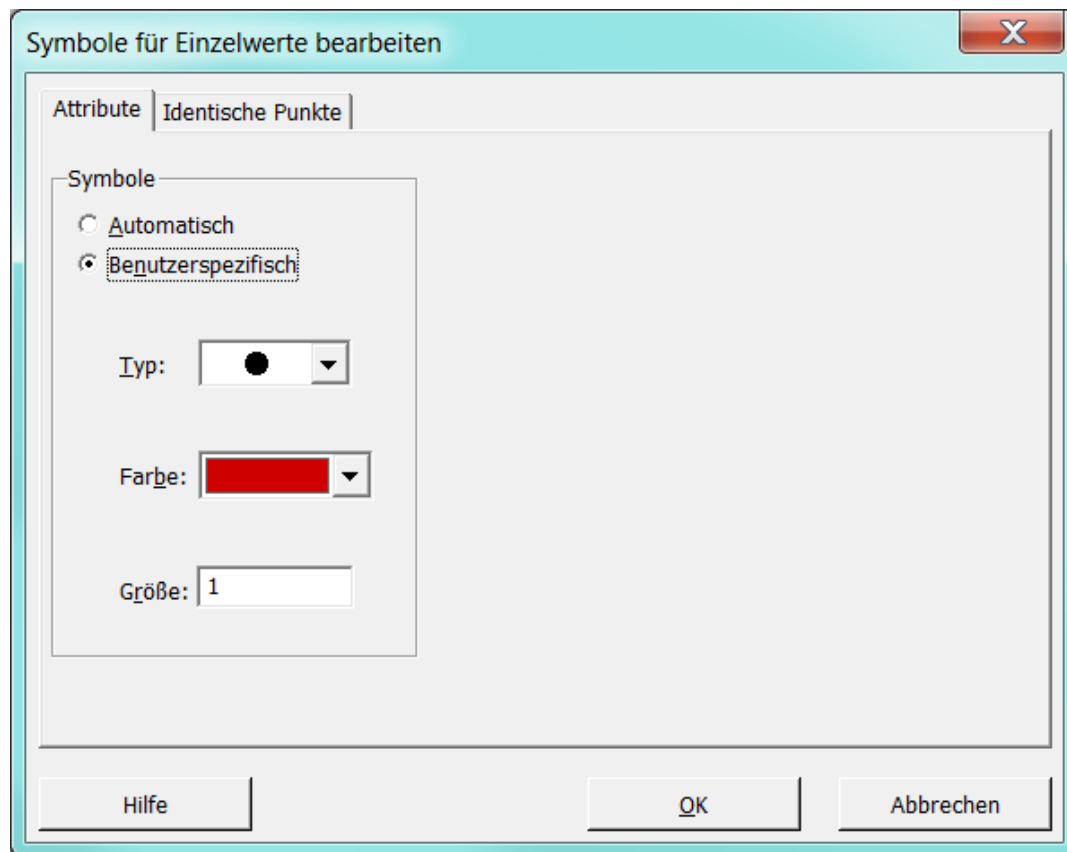 Symbole für Einzelwerte bearbeiten
Attribute Identische Punkte
Symbole
Automatisch
Benutzerspezifisch
Typ:
Farbe:
Größe: 1
Hilfe OK Abbrechen